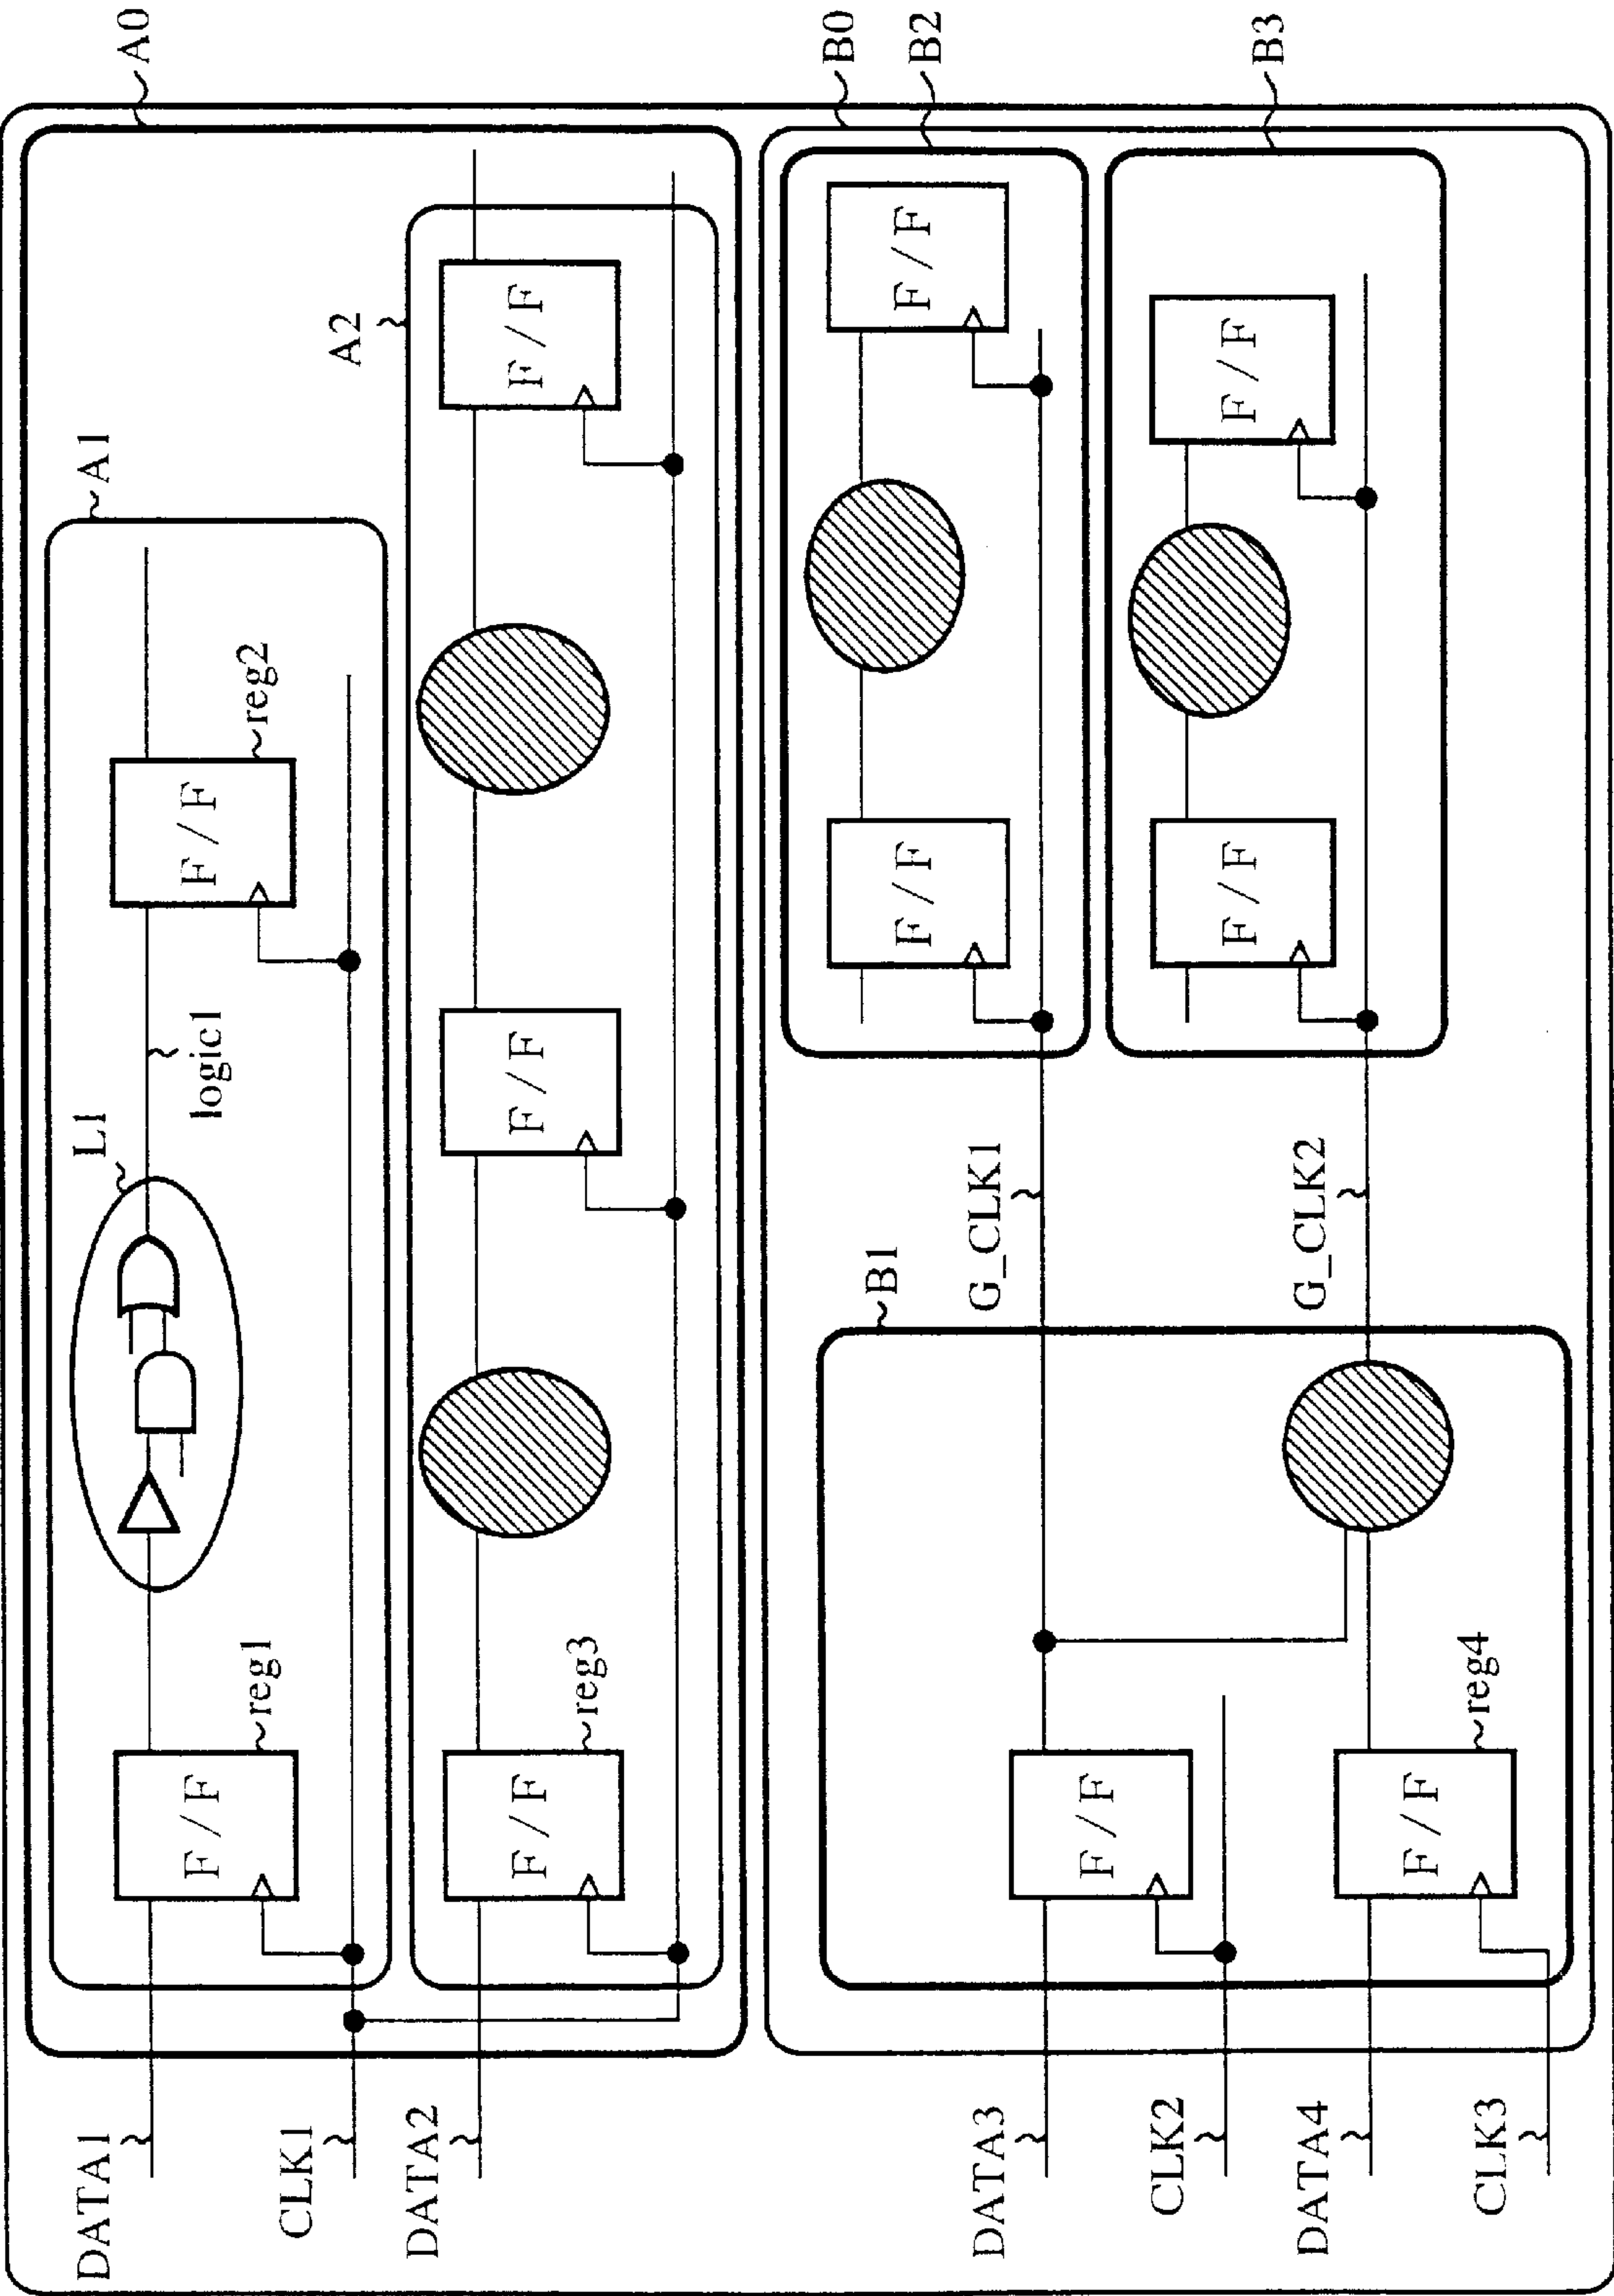 A0
A1
L1
logic1
reg1
F/F
F/F
reg2
DATA1
CLK1
A2
reg3
F/F
F/F
F/F
DATA2
B0
B2
F/F
F/F
B1
G_CLK1
DATA3
F/F
CLK2
B3
F/F
F/F
G_CLK2
DATA4
F/F
reg4
CLK3